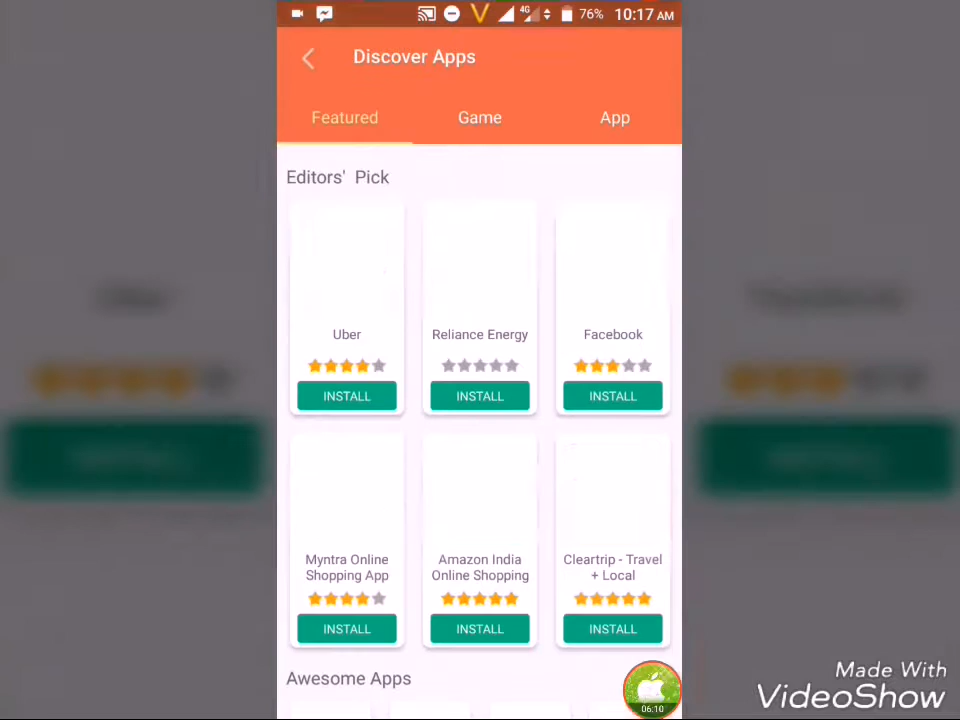 4G 76% 10:17 AM
Discover Apps
Featured Game App
Editors' Pick
Uber Reliance Energy Facebook
INSTALL INSTALL INSTALL
Myntra Online Shopping App
Amazon India Online Shopping
Cleartrip - Travel + Local
INSTALL INSTALL INSTALL
Awesome Apps
06:10
Made With
VideoShow